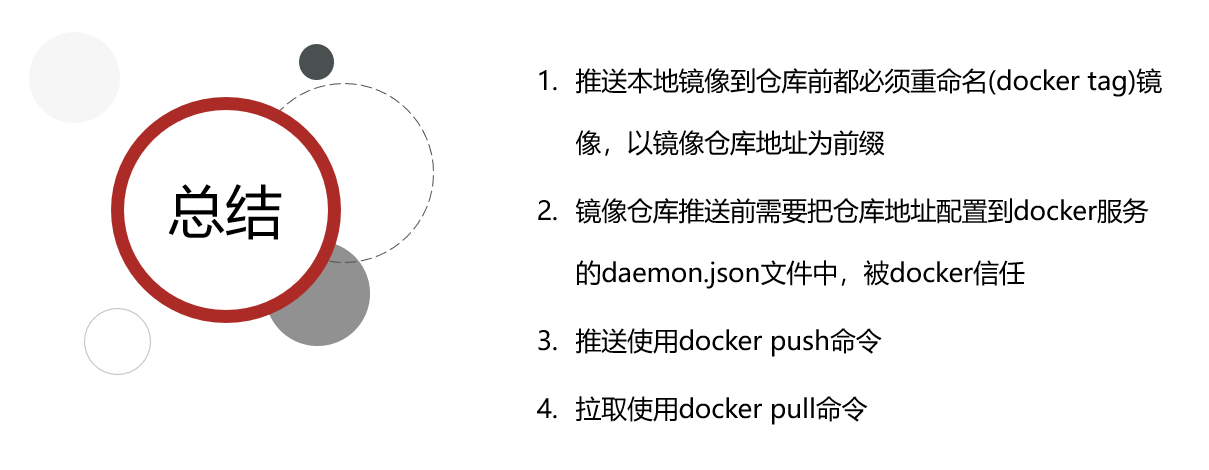 总结
1. 推送本地镜像到仓库前都必须重命名(docker tag)镜
像，以镜像仓库地址为前缀
2. 镜像仓库推送前需要把仓库地址配置到docker服务
的daemon.json文件中，被docker信任
3. 推送使用docker push命令
4. 拉取使用docker pull命令